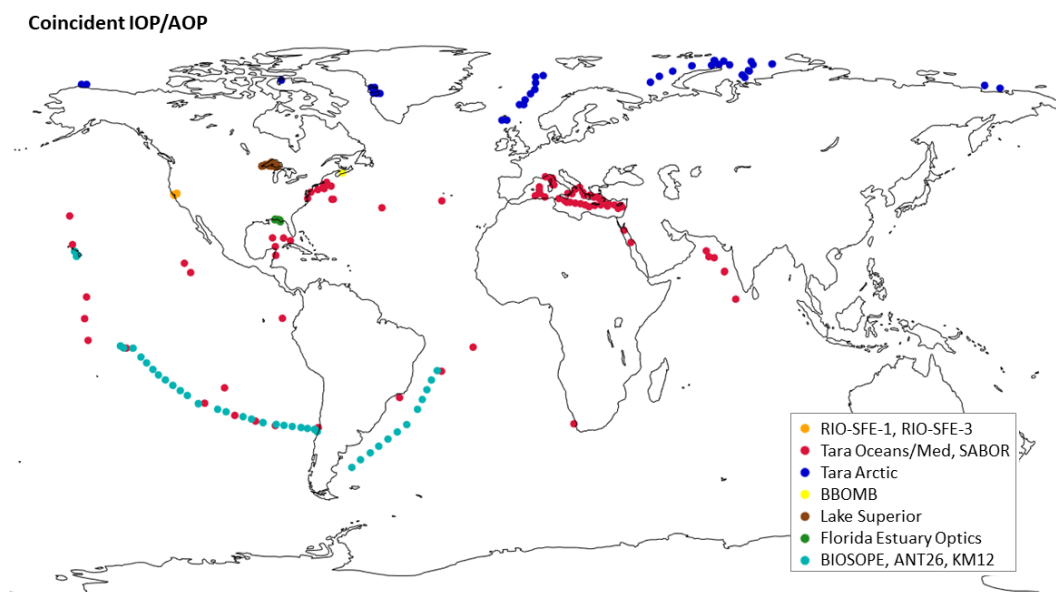 Coincident IOP/AOP
RIO-SFE-1, RIO-SFE-3
Tara Oceans/Med, SABOR
Tara Arctic
BBOMB
Lake Superior
Florida Estuary Optics
BIOSOPE, ANT26, KM12